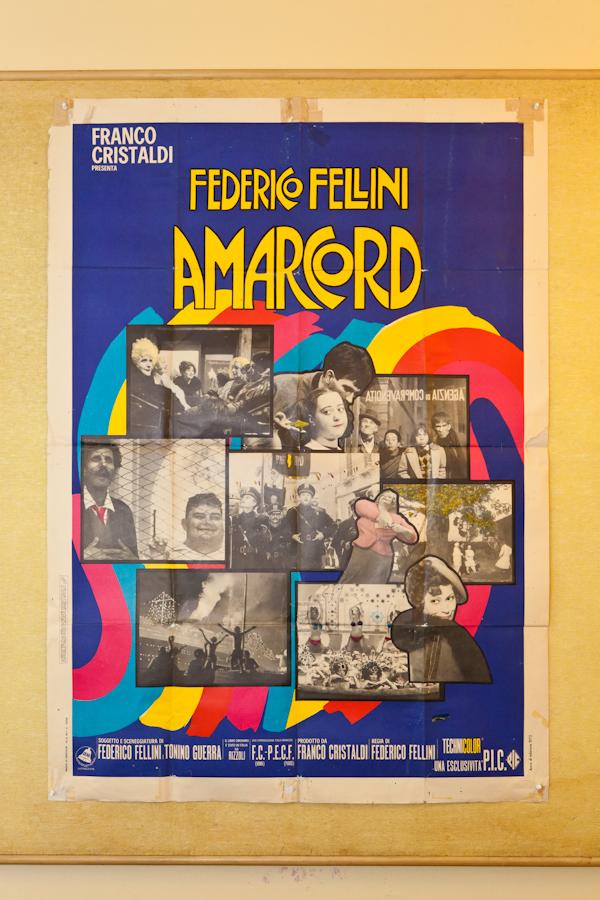 FRANCO
CRISTALDI
PRESENTA
FEDERICO FELLINI
AMARCORD
AGENZIA DI COMPRAVENDITA
SOGGETTO E SCENEGGIATURA DI
FEDERICO FELLINI TONINO GUERRA
RIZZOLI
F.C.-P.E.C.F.
PRODOTTO DA
FRANCO CRISTALDI
REGIA DI
FEDERICO FELLINI
TECHNICOLOR
UNA ESCLUSIVITÀ P.I.C.